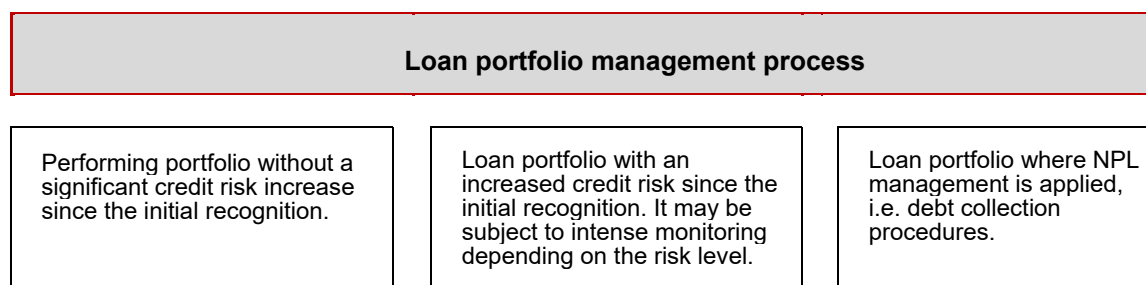 Loan portfolio management process
Performing portfolio without a
significant credit risk increase
since the initial recognition.
Loan portfolio with an
increased credit risk since the
initial recognition. It may be
subject to intense monitoring
depending on the risk level.
Loan portfolio where NPL
management is applied,
i.e. debt collection
procedures.